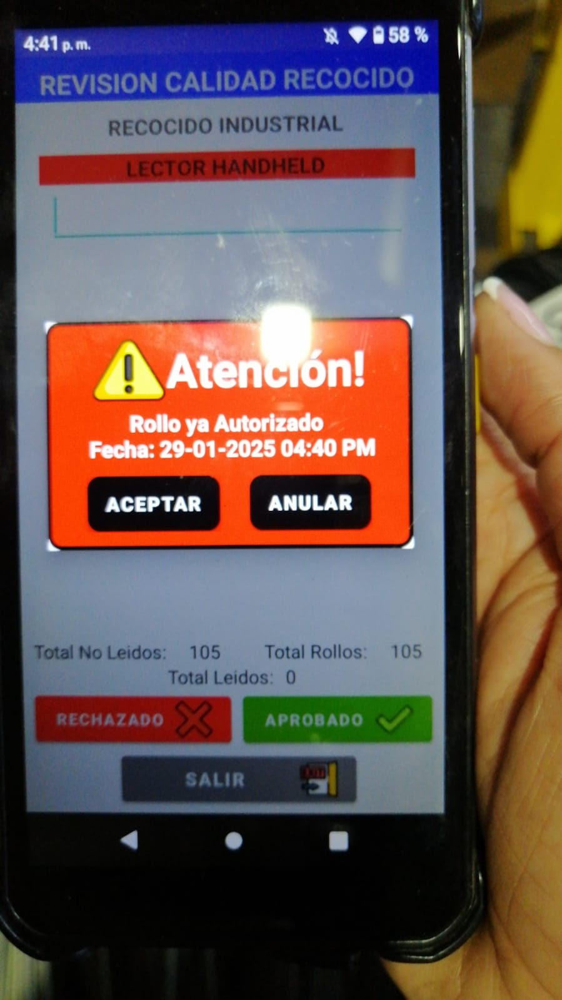 4:41 p. m. 58 %
REVISION CALIDAD RECOCIDO
RECOCIDO INDUSTRIAL
LECTOR HANDHELD
Atención!
Rollo ya Autorizado
Fecha: 29-01-2025 04:40 PM
ACEPTAR ANULAR
Total No Leidos: 105 Total Rollos: 105
Total Leidos: 0
RECHAZADO APROBADO
SALIR EXIT